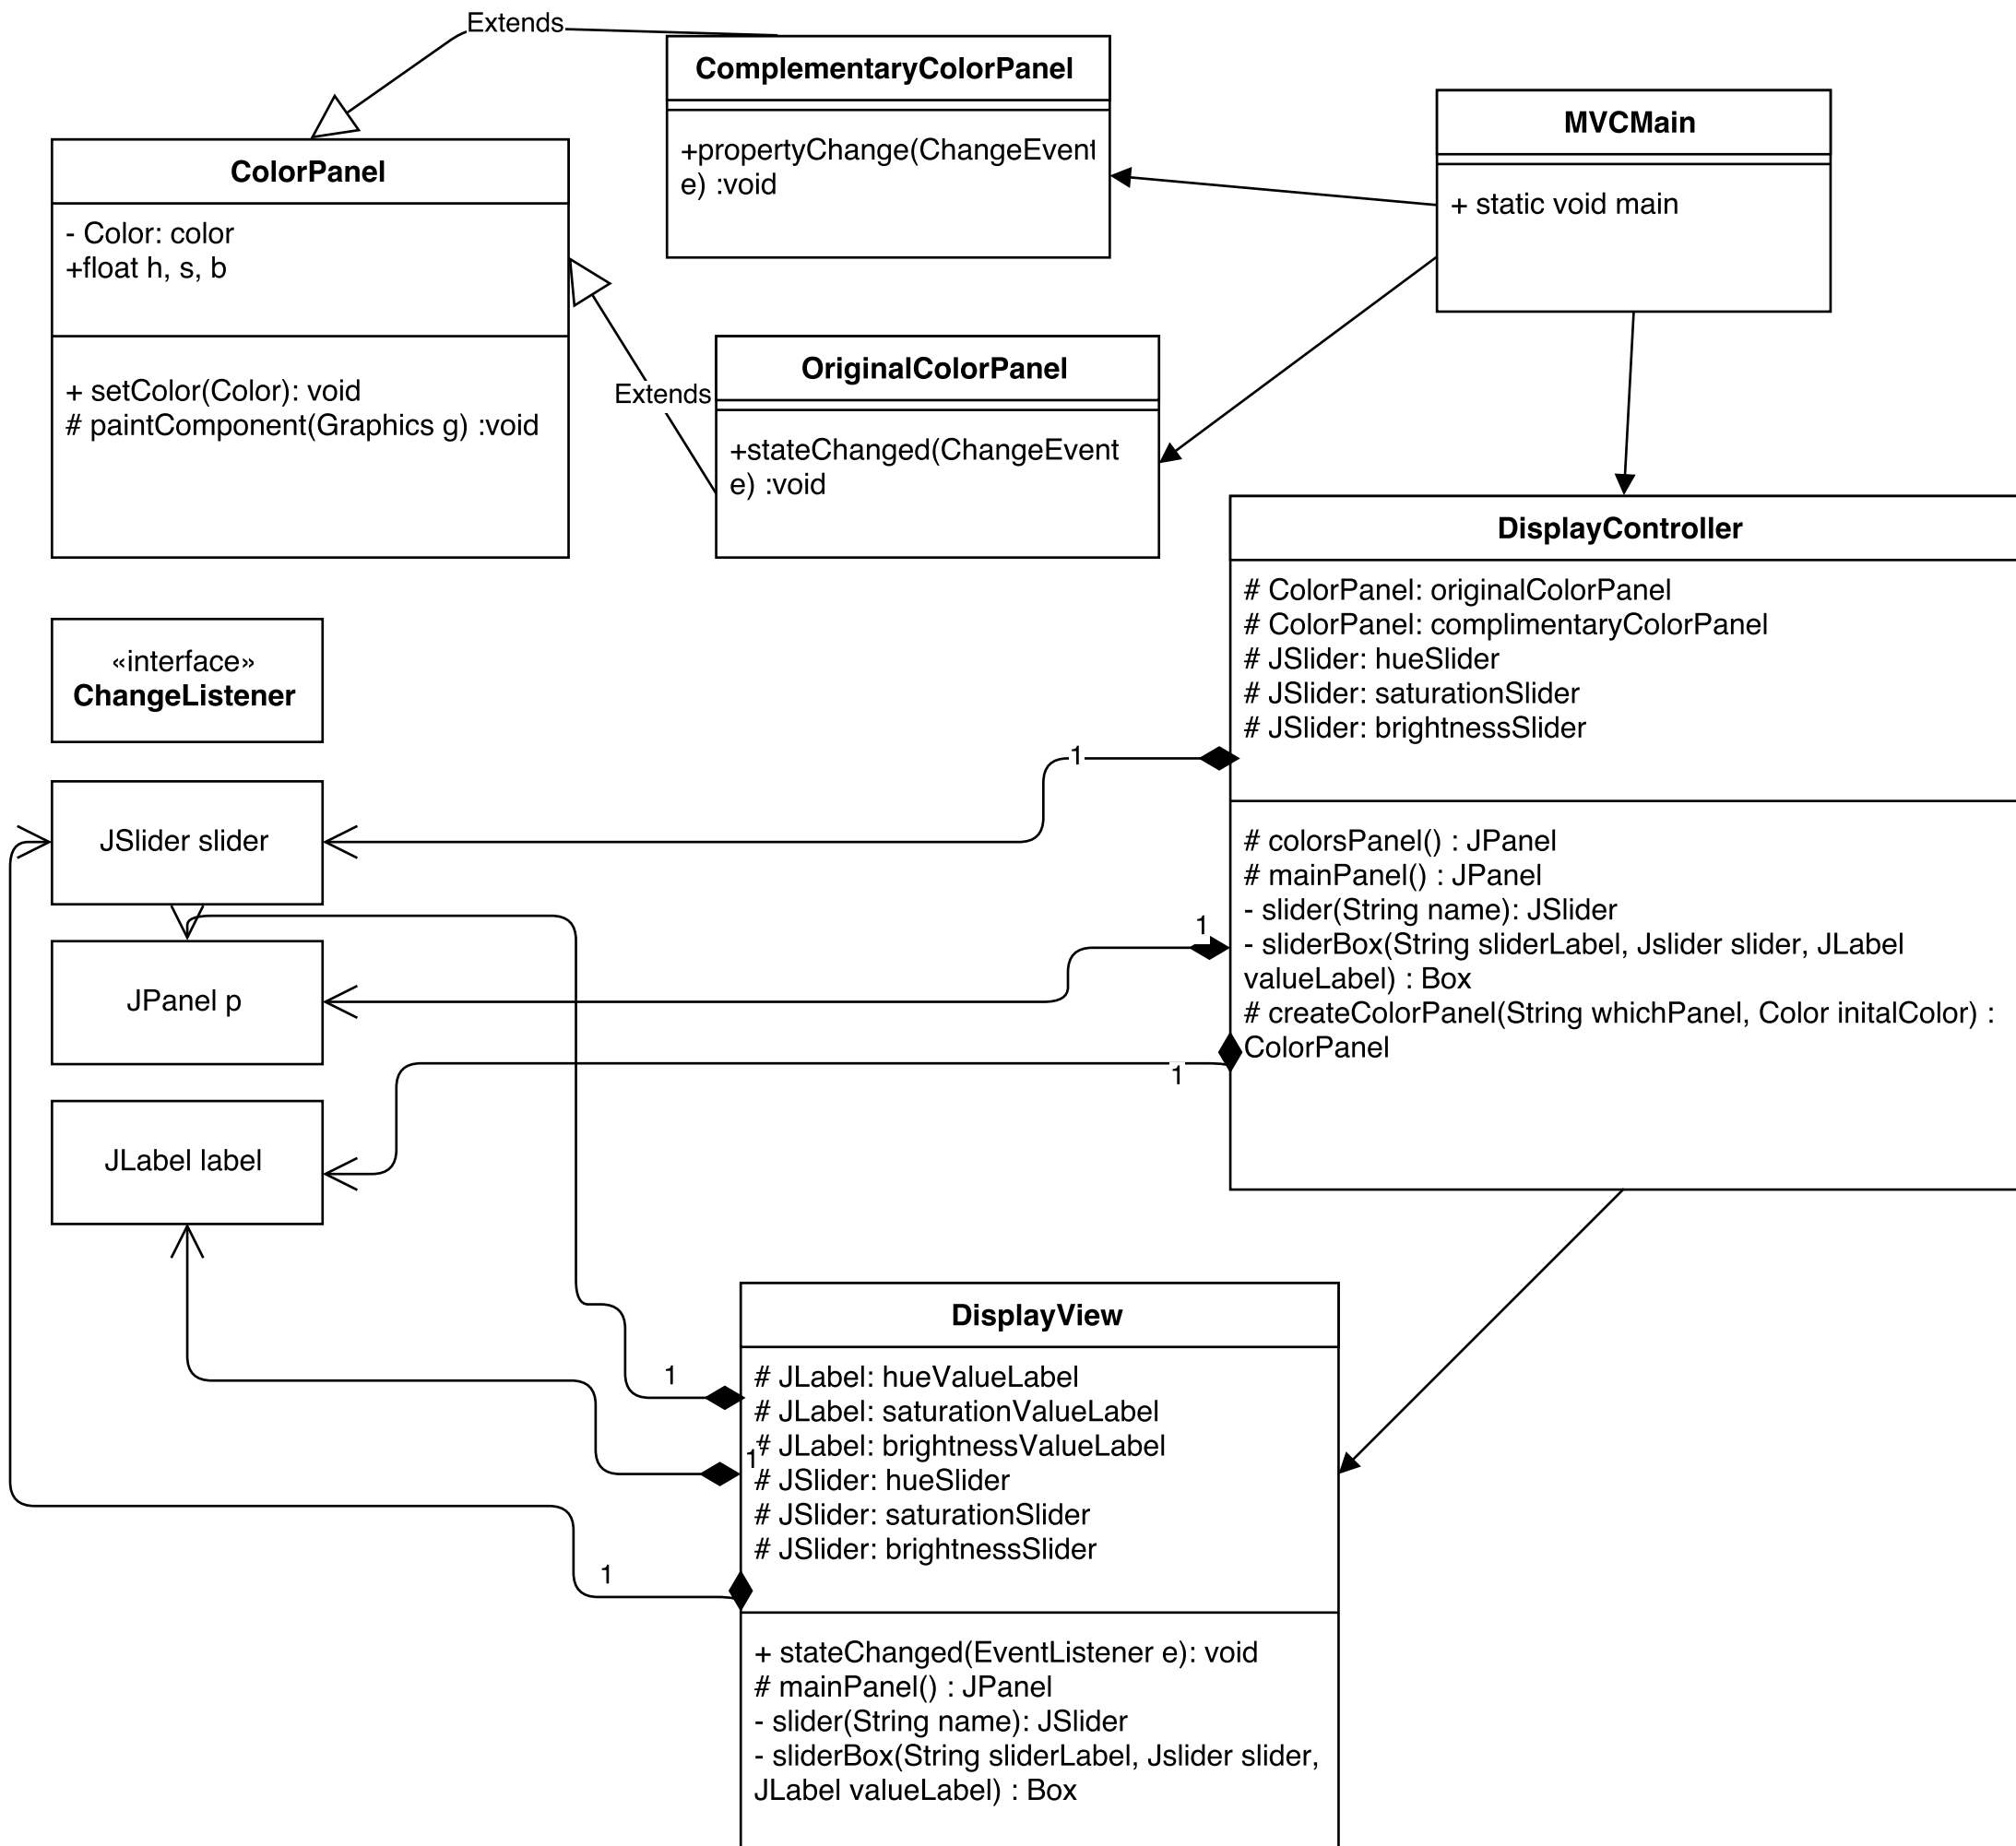 Extends
ComplementaryColorPanel
+propertyChange(ChangeEvent
e) :void
MVCMain
+ static void main
ColorPanel
- Color: color
+float h, s, b
+ setColor(Color): void
# paintComponent(Graphics g) :void
Extends
OriginalColorPanel
+stateChanged(ChangeEvent
e) :void
DisplayController
# ColorPanel: originalColorPanel
# ColorPanel: complimentaryColorPanel
# JSlider: hueSlider
# JSlider: saturationSlider
# JSlider: brightnessSlider
# colorsPanel() : JPanel
# mainPanel() : JPanel
- slider(String name): JSlider
- sliderBox(String sliderLabel, Jslider slider, JLabel
valueLabel) : Box
# createColorPanel(String whichPanel, Color initalColor) :
ColorPanel
«interface»
ChangeListener
JSlider slider
JPanel p
JLabel label
1
1
1
DisplayView
# JLabel: hueValueLabel
# JLabel: saturationValueLabel
# JLabel: brightnessValueLabel
# JSlider: hueSlider
# JSlider: saturationSlider
# JSlider: brightnessSlider
+ stateChanged(EventListener e): void
# mainPanel() : JPanel
- slider(String name): JSlider
- sliderBox(String sliderLabel, Jslider slider,
JLabel valueLabel) : Box
1
1
1